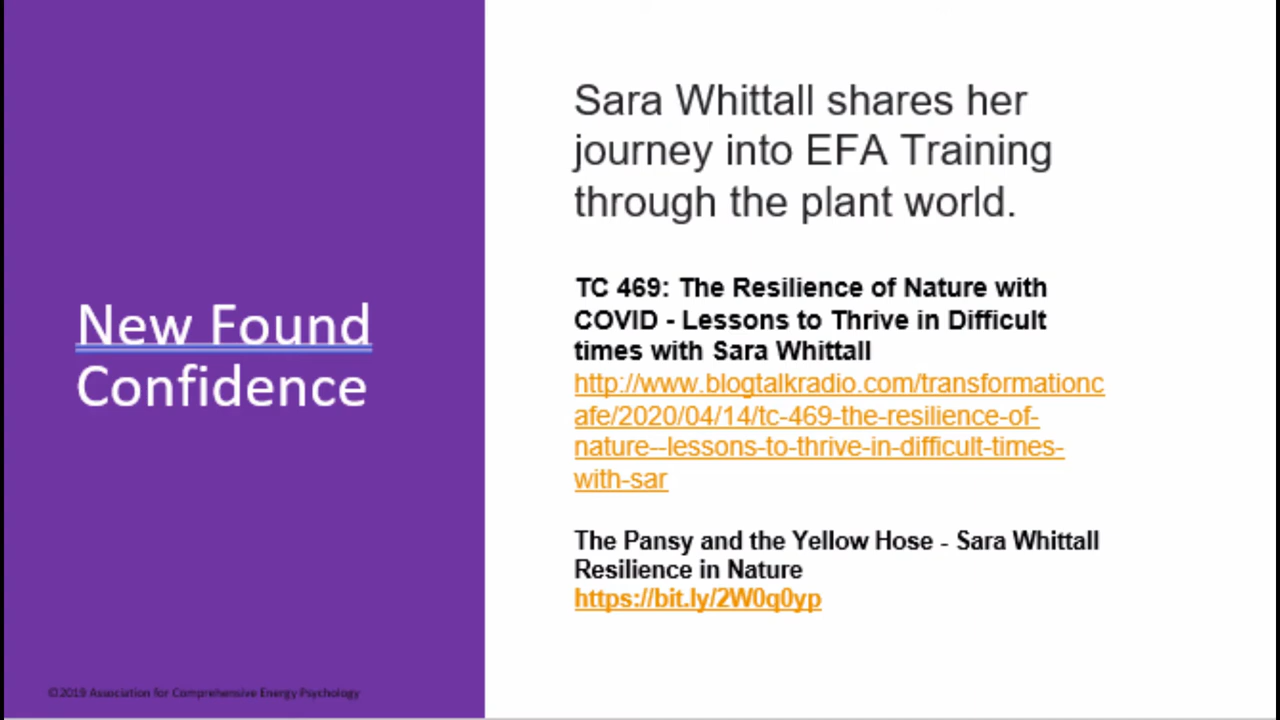 New Found
Confidence
Sara Whittall shares her
journey into EFA Training
through the plant world.
TC 469: The Resilience of Nature with
COVID - Lessons to Thrive in Difficult
times with Sara Whittall
http://www.blogtalkradio.com/transformationc
afe/2020/04/14/tc-469-the-resilience-of-
nature--lessons-to-thrive-in-difficult-times-
with-sar
The Pansy and the Yellow Hose - Sara Whittall
Resilience in Nature
https://bit.ly/2W0q0yp
©2019 Association for Comprehensive Energy Psychology